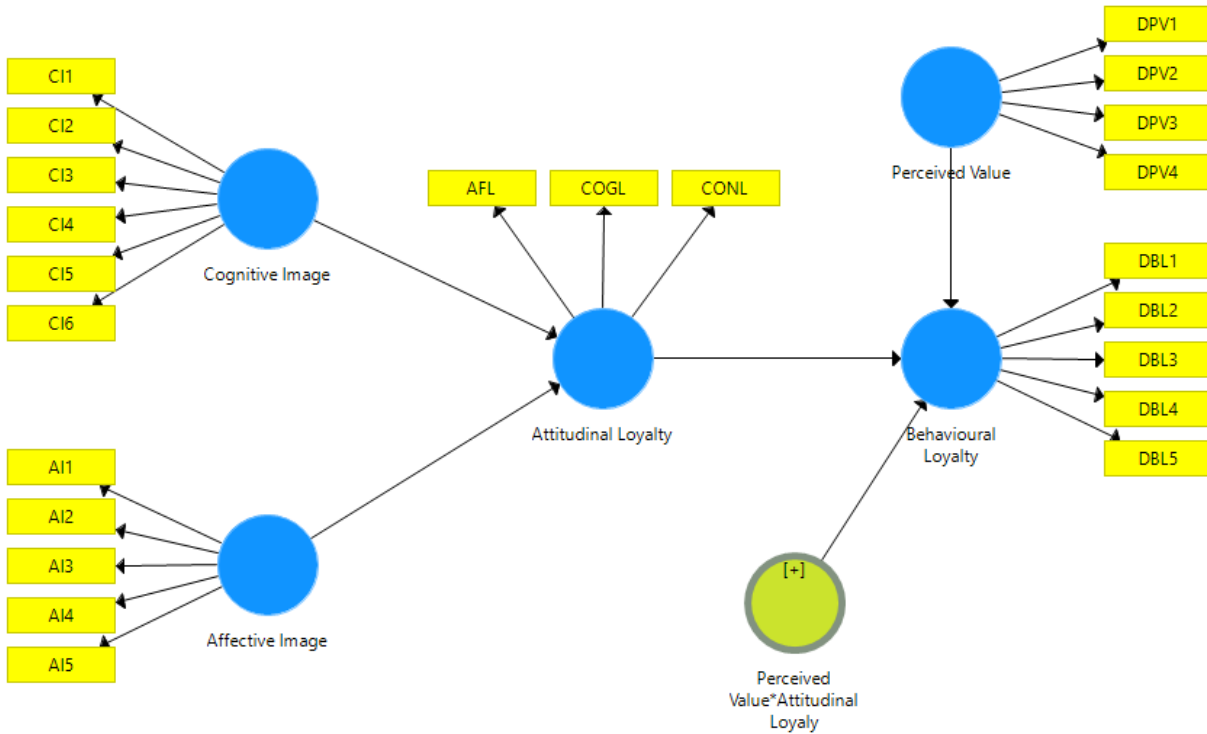 CI1
CI2
CI3
CI4
CI5
CI6
Cognitive Image
AI1
AI2
AI3
AI4
AI5
Affective Image
AFL
COGL
CONL
Attitudinal Loyalty
DPV1
DPV2
DPV3
DPV4
Perceived Value
DBL1
DBL2
DBL3
DBL4
DBL5
Behavioural
Loyalty
[+]
Perceived
Value*Attitudinal
Loyaly